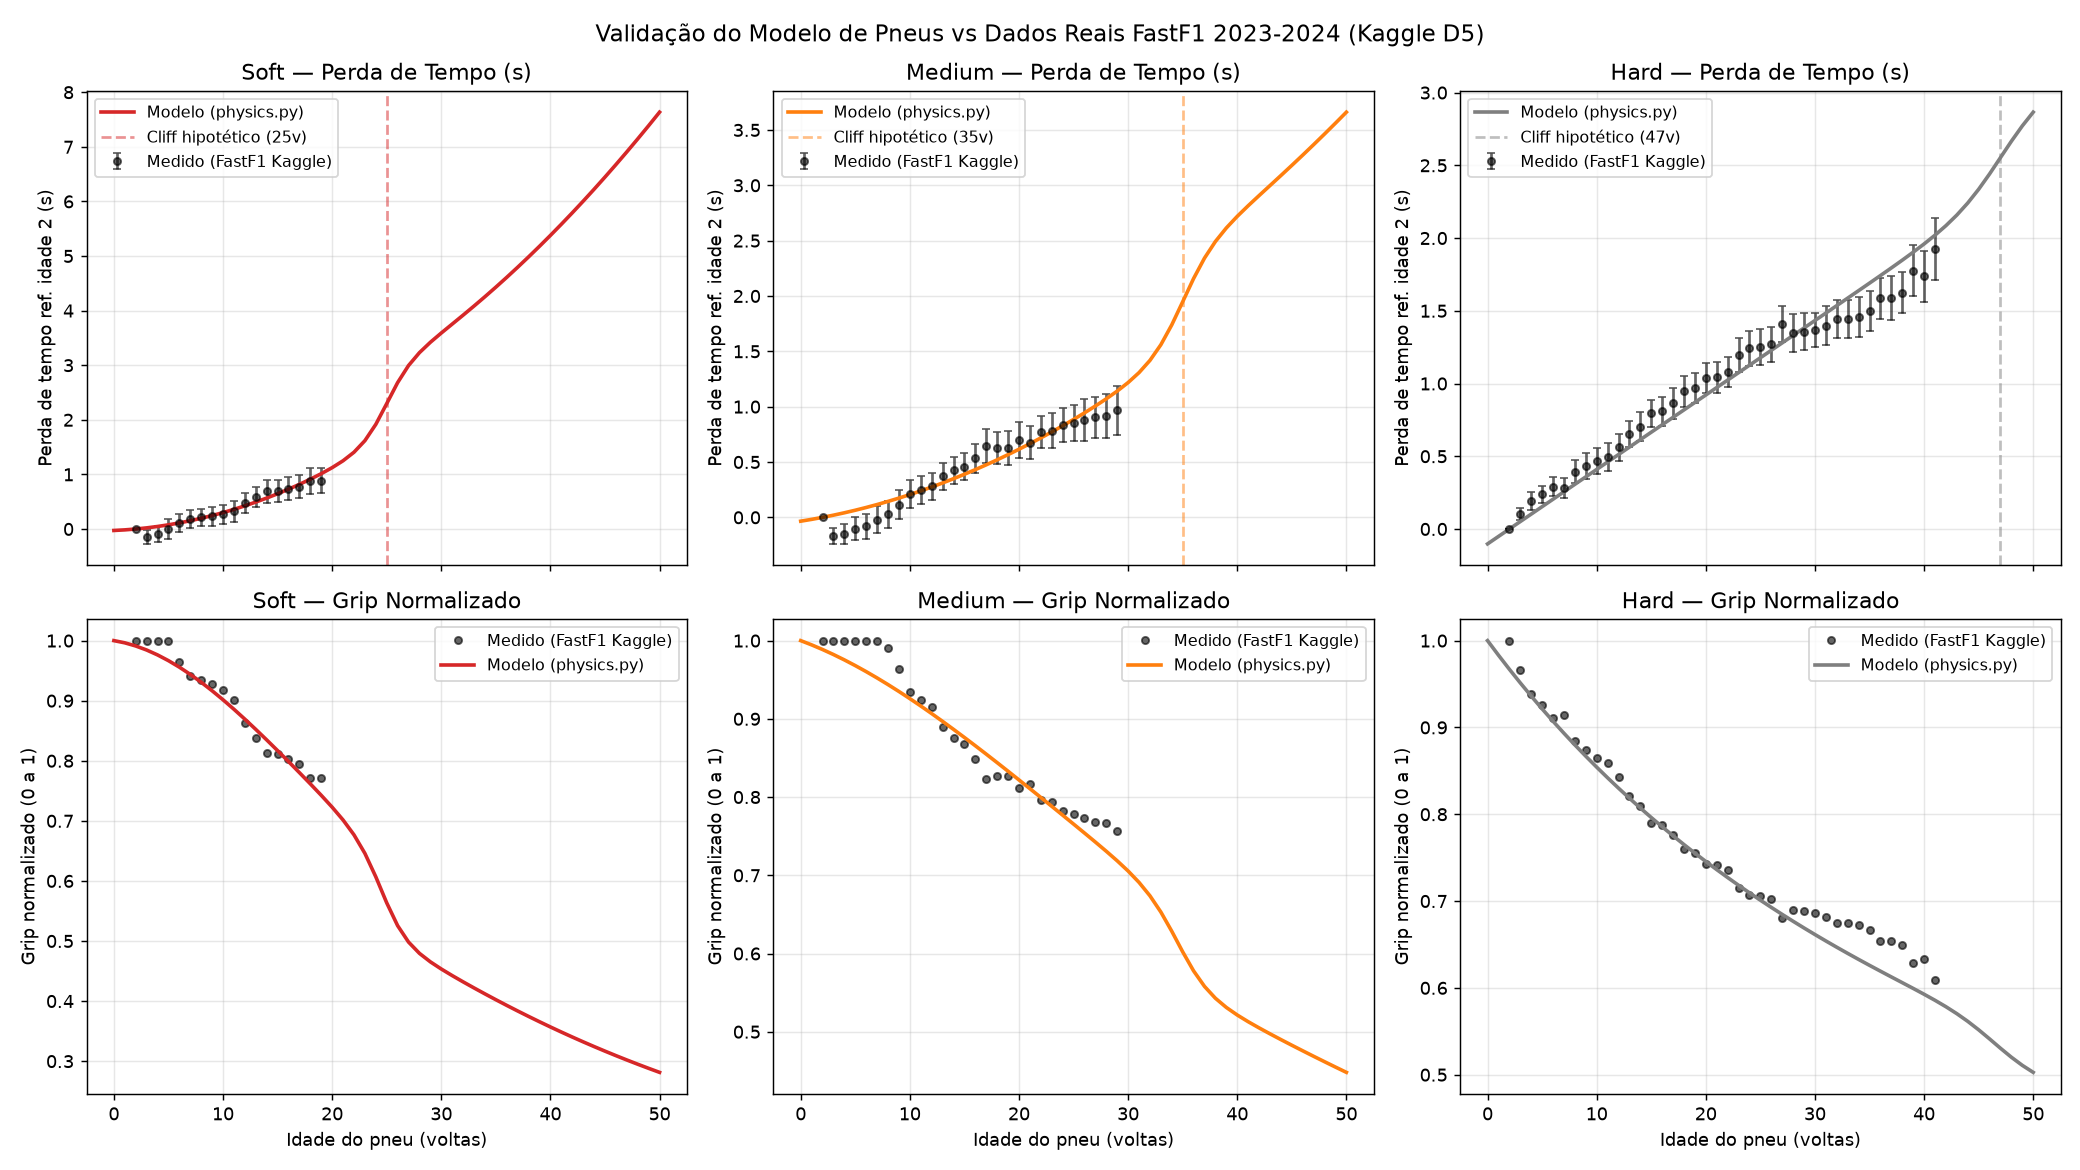 Validação do Modelo de Pneus vs Dados Reais FastF1 2023-2024 (Kaggle D5)
Soft — Perda de Tempo (s)
Perda de tempo ref. idade 2 (s)
8
7
6
5
4
3
2
1
0
Modelo (physics.py)
Cliff hipotético (25v)
Medido (FastF1 Kaggle)
Medium — Perda de Tempo (s)
Perda de tempo ref. idade 2 (s)
3.5
3.0
2.5
2.0
1.5
1.0
0.5
0.0
Modelo (physics.py)
Cliff hipotético (35v)
Medido (FastF1 Kaggle)
Hard — Perda de Tempo (s)
Perda de tempo ref. idade 2 (s)
3.0
2.5
2.0
1.5
1.0
0.5
0.0
Modelo (physics.py)
Cliff hipotético (47v)
Medido (FastF1 Kaggle)
Soft — Grip Normalizado
Grip normalizado (0 a 1)
1.0
0.9
0.8
0.7
0.6
0.5
0.4
0.3
Medido (FastF1 Kaggle)
Modelo (physics.py)
0 10 20 30 40 50
Idade do pneu (voltas)
Medium — Grip Normalizado
Grip normalizado (0 a 1)
1.0
0.9
0.8
0.7
0.6
0.5
Medido (FastF1 Kaggle)
Modelo (physics.py)
0 10 20 30 40 50
Idade do pneu (voltas)
Hard — Grip Normalizado
Grip normalizado (0 a 1)
1.0
0.9
0.8
0.7
0.6
0.5
Medido (FastF1 Kaggle)
Modelo (physics.py)
0 10 20 30 40 50
Idade do pneu (voltas)